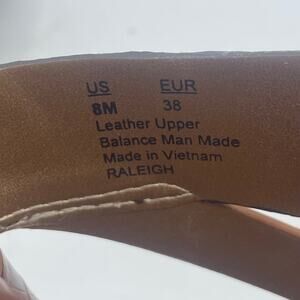 US EUR
8M 38
Leather Upper
Balance Man Made
Made in Vietnam
RALEIGH